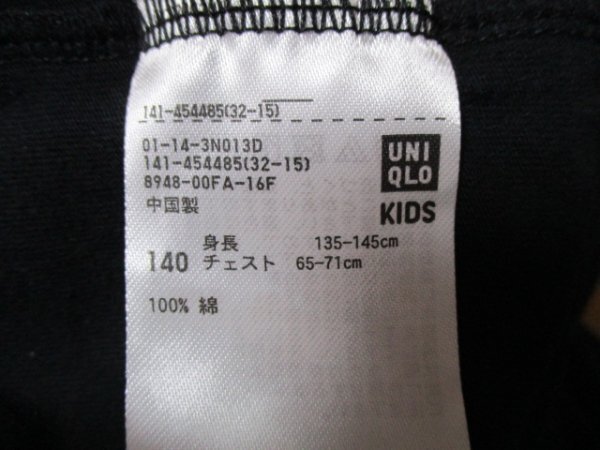 141-454485(32-15)
01-14-3N013D
141-454485(32-15)
8948-00FA-16F
中国製
UNI
QLO
KIDS
身長 135-145cm
140 チェスト 65-71cm
100% 綿